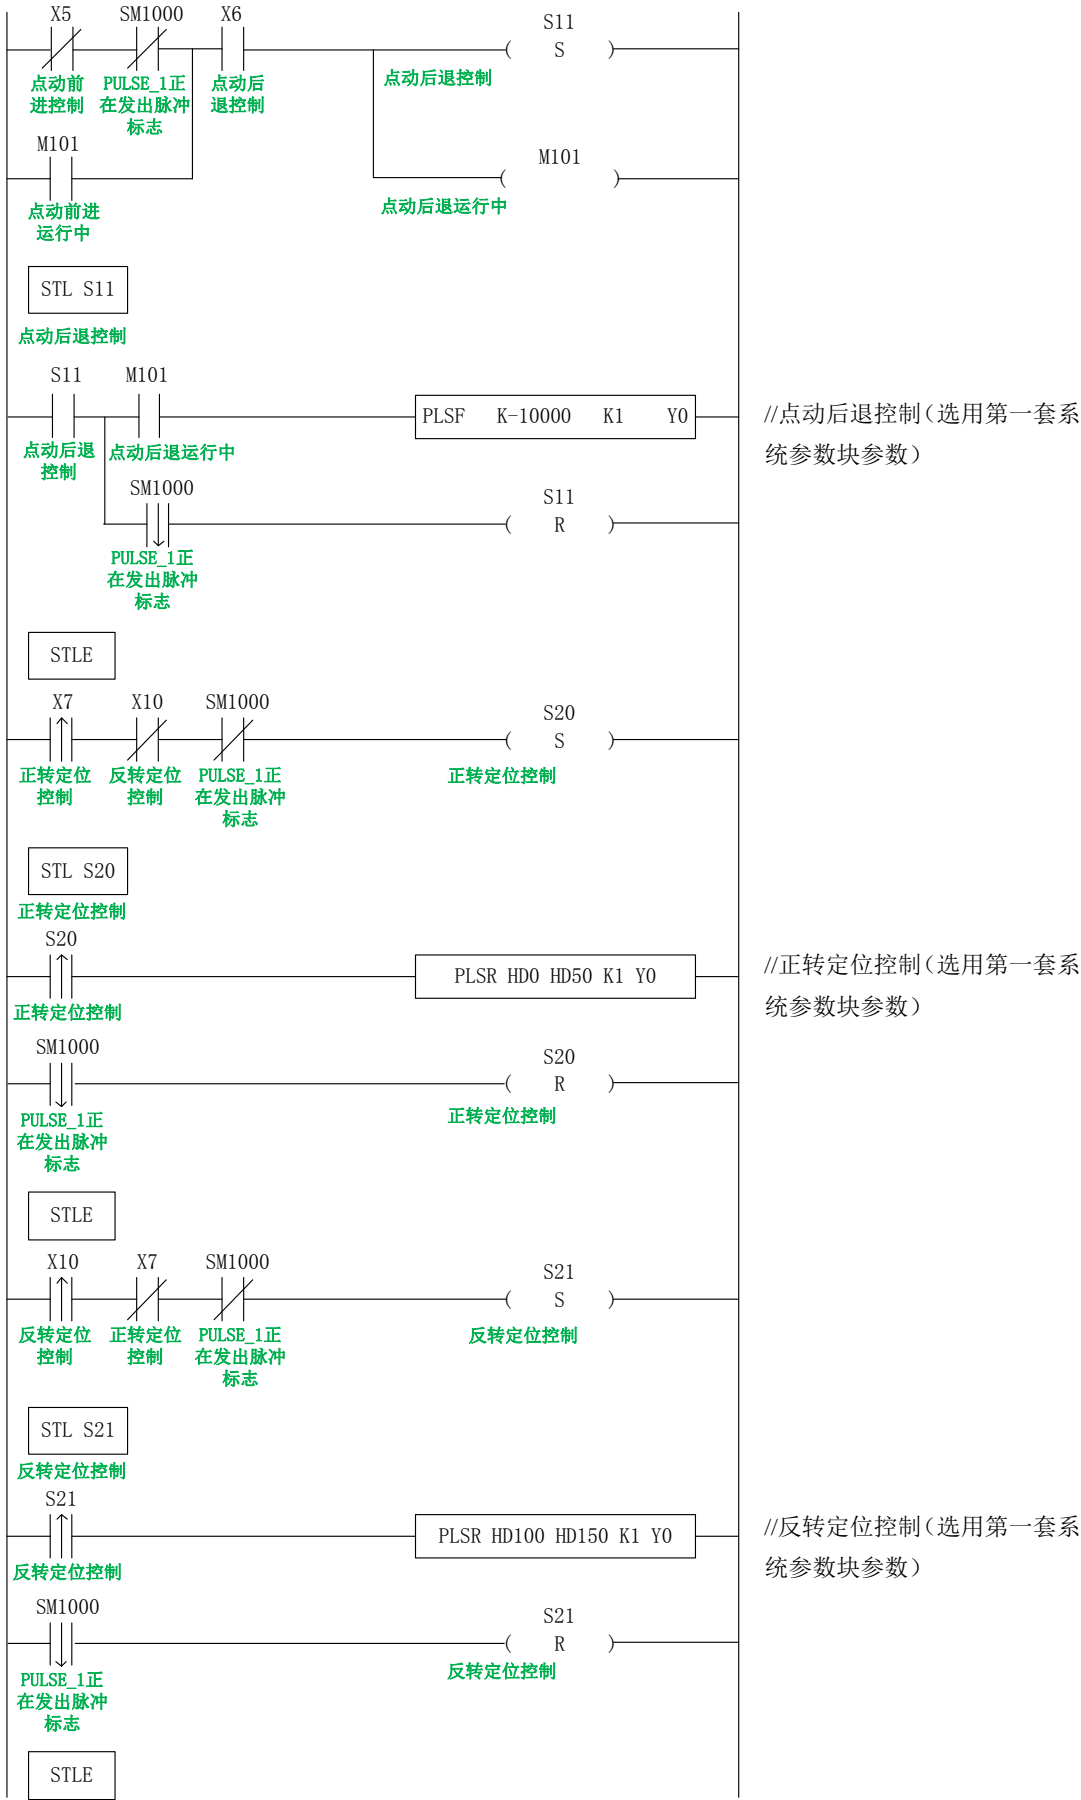 X5 SM1000 X6 S11
( S )
点动前
进控制
PULSE_1正
在发出脉冲
标志
点动后
退控制
点动后退控制
M101
M101
( )
点动前进
运行中
点动后退运行中
STL S11
点动后退控制
S11 M101
PLSF K-10000 K1 Y0
//点动后退控制（选用第一套系
统参数块参数）
点动后退
控制
点动后退运行中
SM1000
S11
( R )
PULSE_1正
在发出脉冲
标志
STLE
X7 X10 SM1000
S20
( S )
正转定位
控制
反转定位
控制
PULSE_1正
在发出脉冲
标志
正转定位控制
STL S20
正转定位控制
S20
PLSR HD0 HD50 K1 Y0
//正转定位控制（选用第一套系
统参数块参数）
正转定位控制
SM1000
S20
( R )
正转定位控制
PULSE_1正
在发出脉冲
标志
STLE
X10 X7 SM1000
S21
( S )
反转定位
控制
正转定位
控制
PULSE_1正
在发出脉冲
标志
反转定位控制
STL S21
反转定位控制
S21
PLSR HD100 HD150 K1 Y0
//反转定位控制（选用第一套系
统参数块参数）
反转定位控制
SM1000
S21
( R )
反转定位控制
PULSE_1正
在发出脉冲
标志
STLE